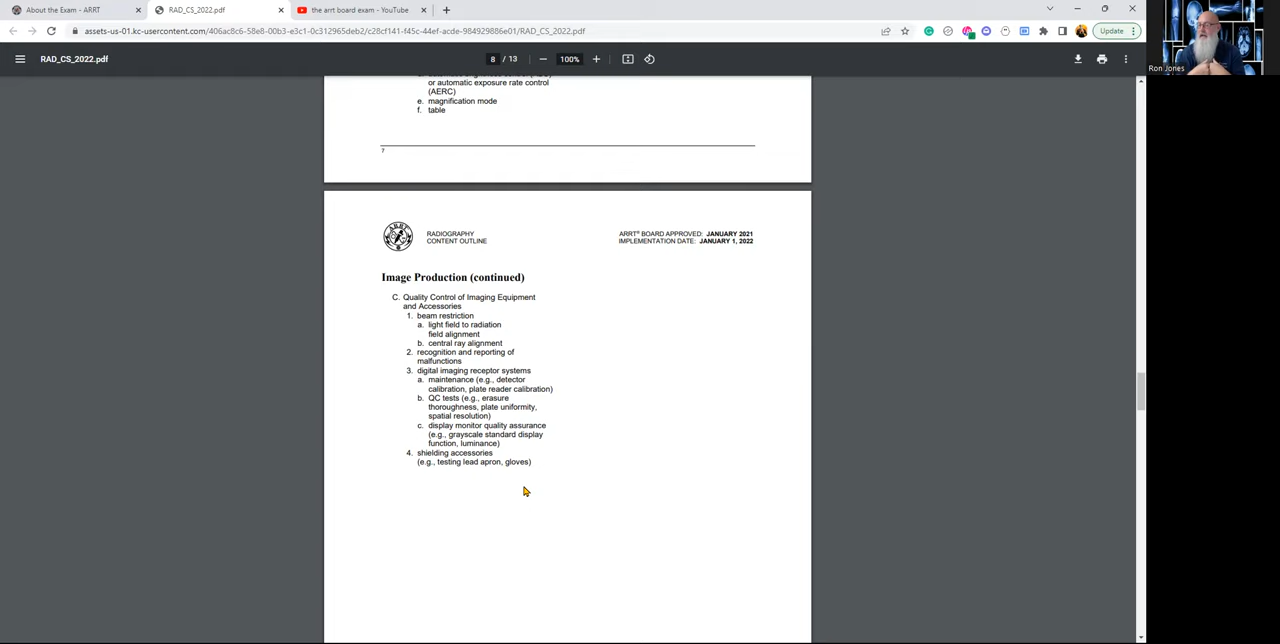 About the Exam - ARRT
RAD_CS_2022.pdf
the arrt board exam - YouTube
assets-us-01.kc-usercontent.com/406ac8c6-58e8-00b3-e3c1-0c312965deb2/c28cf141-f45c-44ef-acde-984929886e01/RAD_CS_2022.pdf
Update
RAD_CS_2022.pdf
8 / 13
100%
Ron Jones
or automatic exposure rate control
(AERC)
e. magnification mode
f. table
7
RADIOGRAPHY
CONTENT OUTLINE
ARRT® BOARD APPROVED: JANUARY 2021
IMPLEMENTATION DATE: JANUARY 1, 2022
Image Production (continued)
C. Quality Control of Imaging Equipment
and Accessories
1. beam restriction
a. light field to radiation
field alignment
b. central ray alignment
2. recognition and reporting of
malfunctions
3. digital imaging receptor systems
a. maintenance (e.g., detector
calibration, plate reader calibration)
b. QC tests (e.g., erasure
thoroughness, plate uniformity,
spatial resolution)
c. display monitor quality assurance
(e.g., grayscale standard display
function, luminance)
4. shielding accessories
(e.g., testing lead apron, gloves)